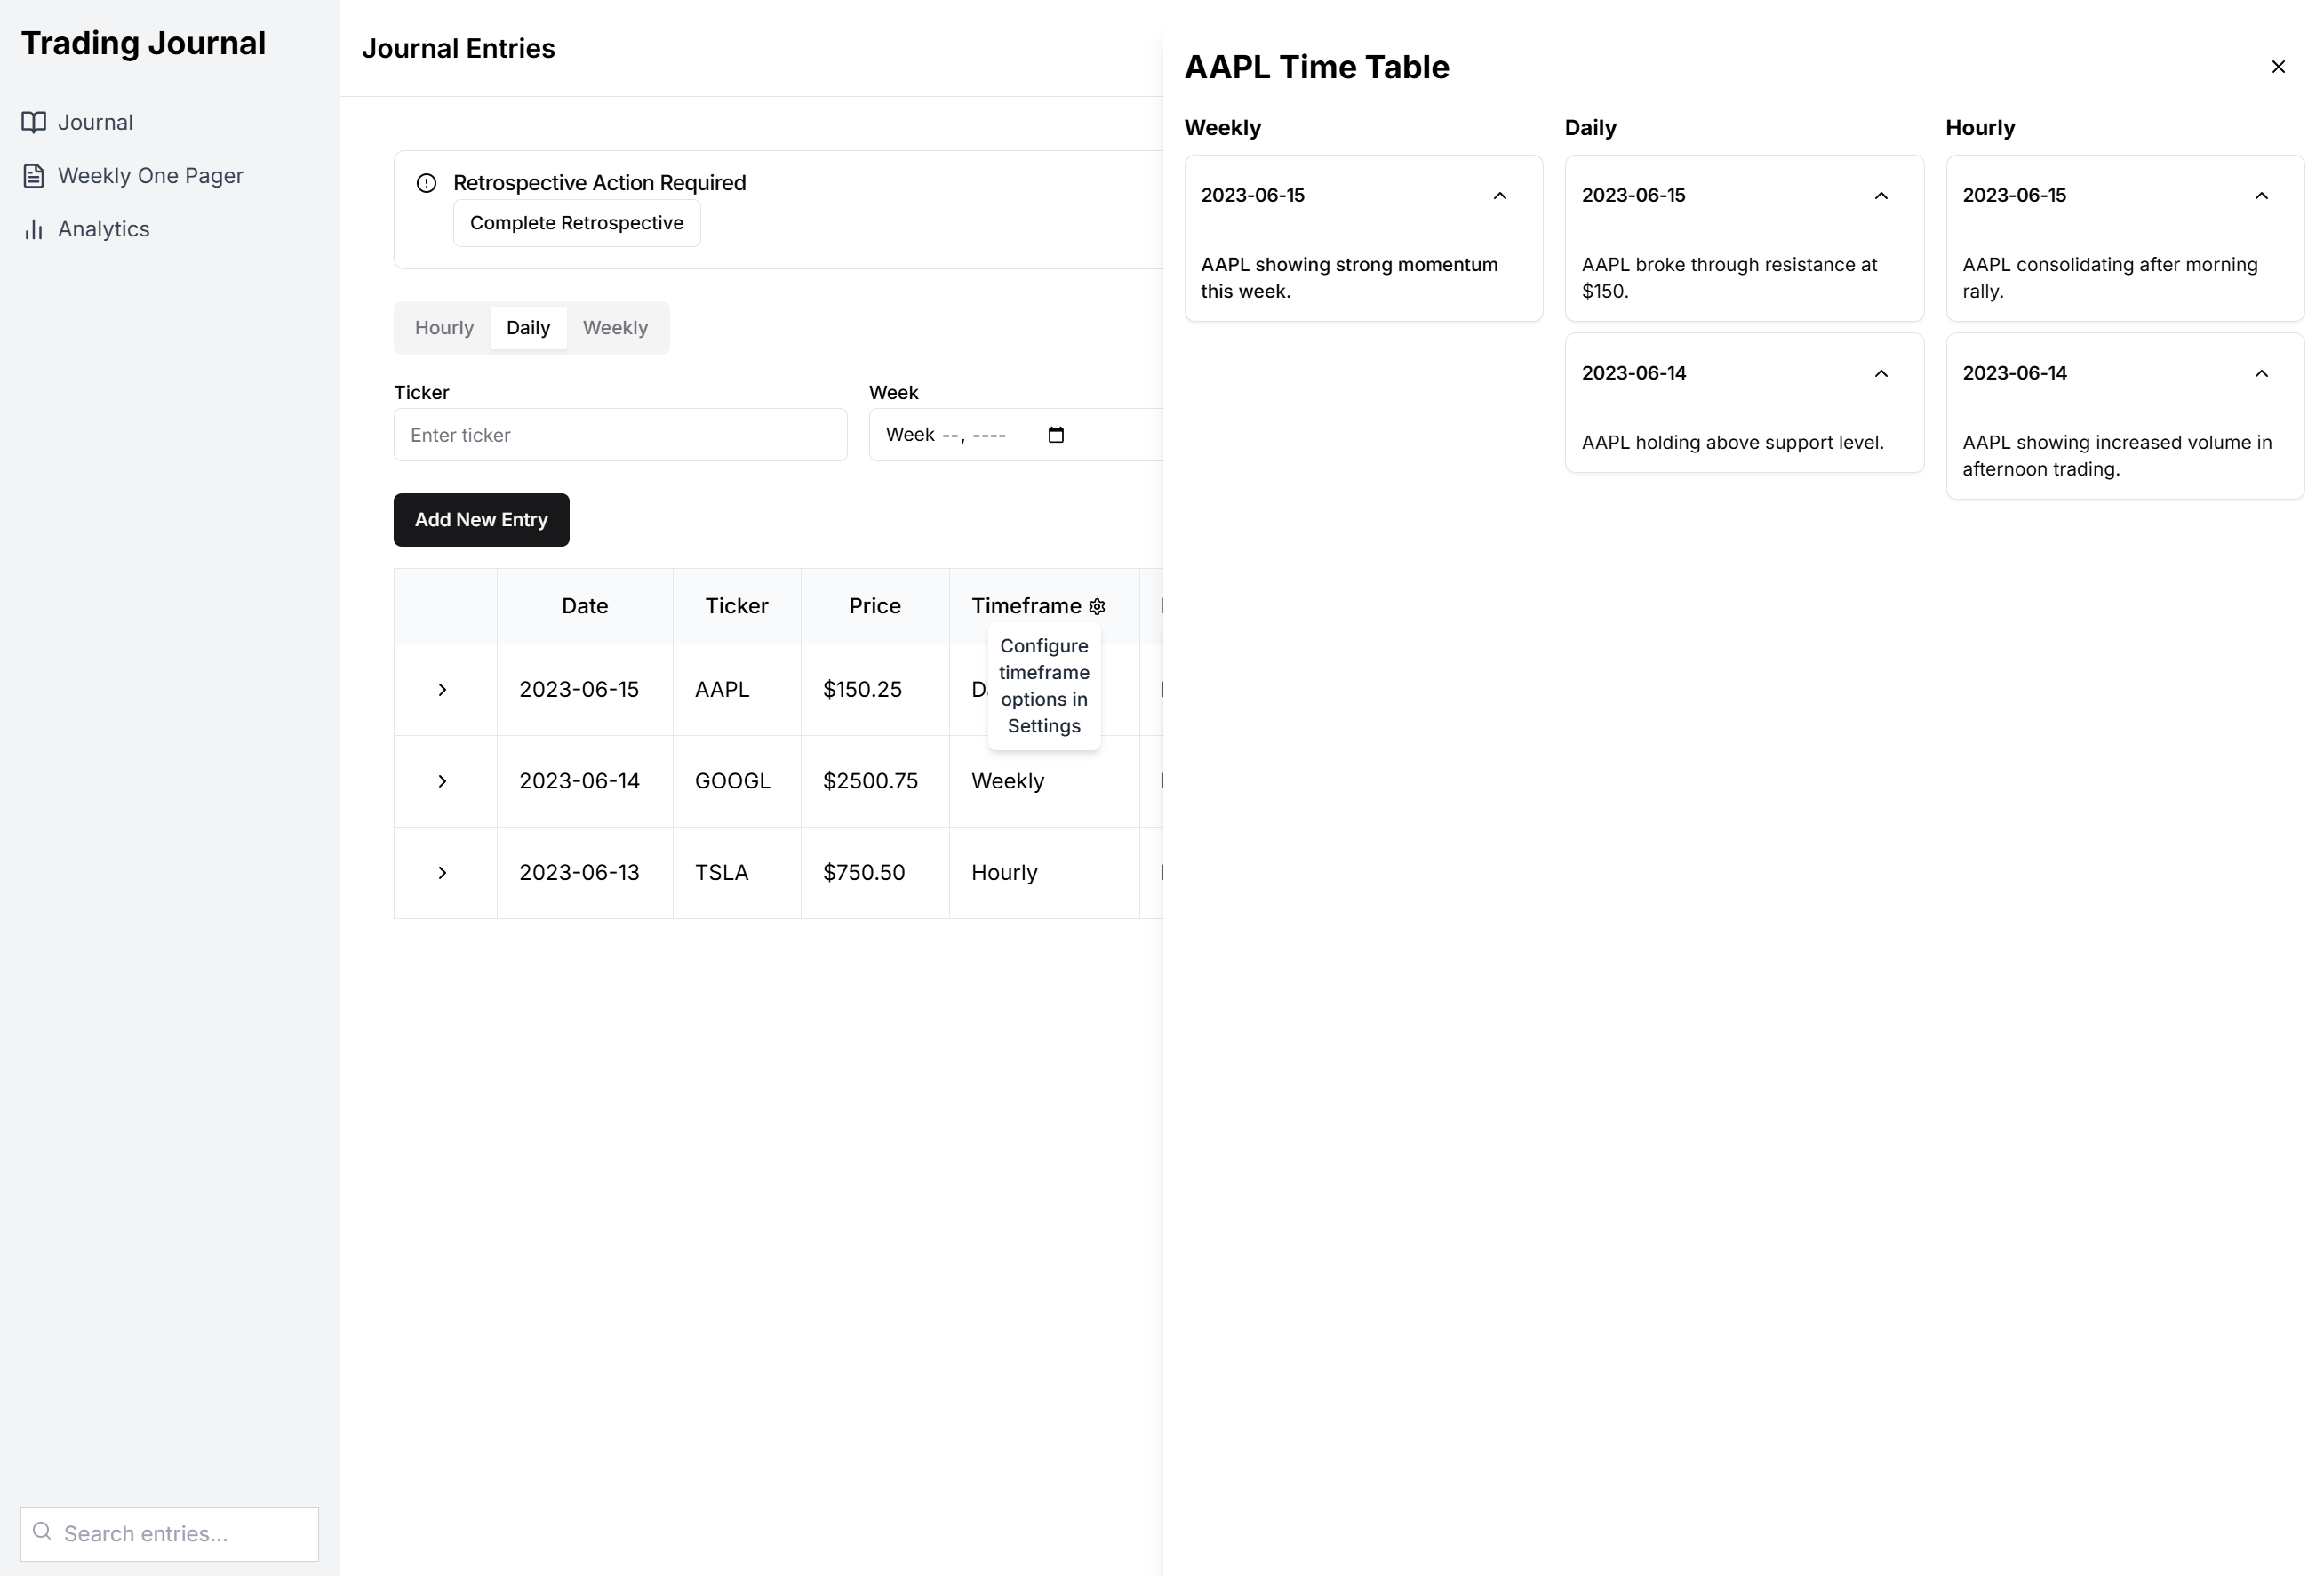 Trading Journal
Journal
Weekly One Pager
Analytics
Search entries...
Journal Entries
Retrospective Action Required
Complete Retrospective
Hourly Daily Weekly
Ticker Week
Enter ticker Week --, ----
Add New Entry
Date Ticker Price Timeframe
Configure
timeframe
options in
Settings
2023-06-15 AAPL $150.25
2023-06-14 GOOGL $2500.75 Weekly
2023-06-13 TSLA $750.50 Hourly
AAPL Time Table
Weekly
2023-06-15
AAPL showing strong momentum
this week.
Daily
2023-06-15
AAPL broke through resistance at
$150.
2023-06-14
AAPL holding above support level.
Hourly
2023-06-15
AAPL consolidating after morning
rally.
2023-06-14
AAPL showing increased volume in
afternoon trading.